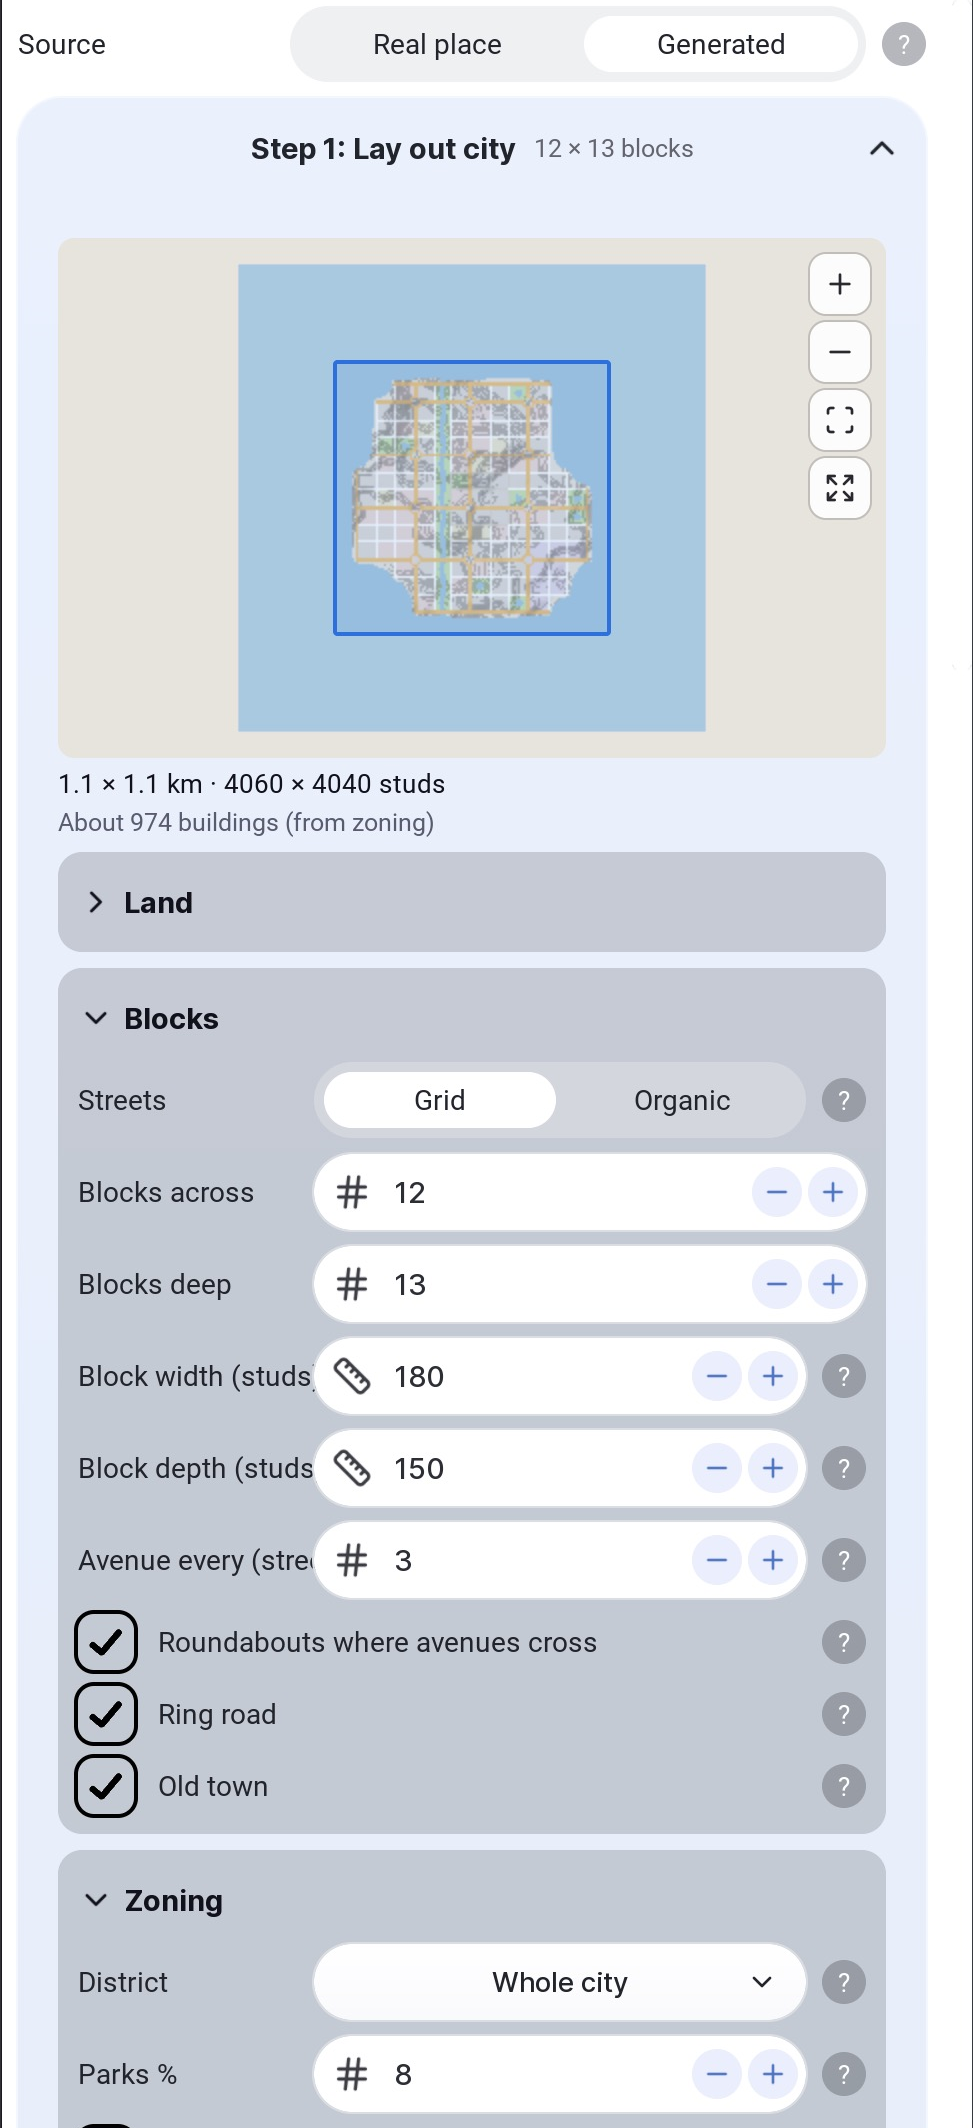 Source
Real place
Generated
?
Step 1: Lay out city 12 × 13 blocks
1.1 × 1.1 km · 4060 × 4040 studs
About 974 buildings (from zoning)
Land
Blocks
Streets
Grid
Organic
?
Blocks across
12
Blocks deep
13
Block width (studs)
180
?
Block depth (studs
150
?
Avenue every (stre
3
?
Roundabouts where avenues cross
?
Ring road
?
Old town
?
Zoning
District
Whole city
?
Parks %
8
?